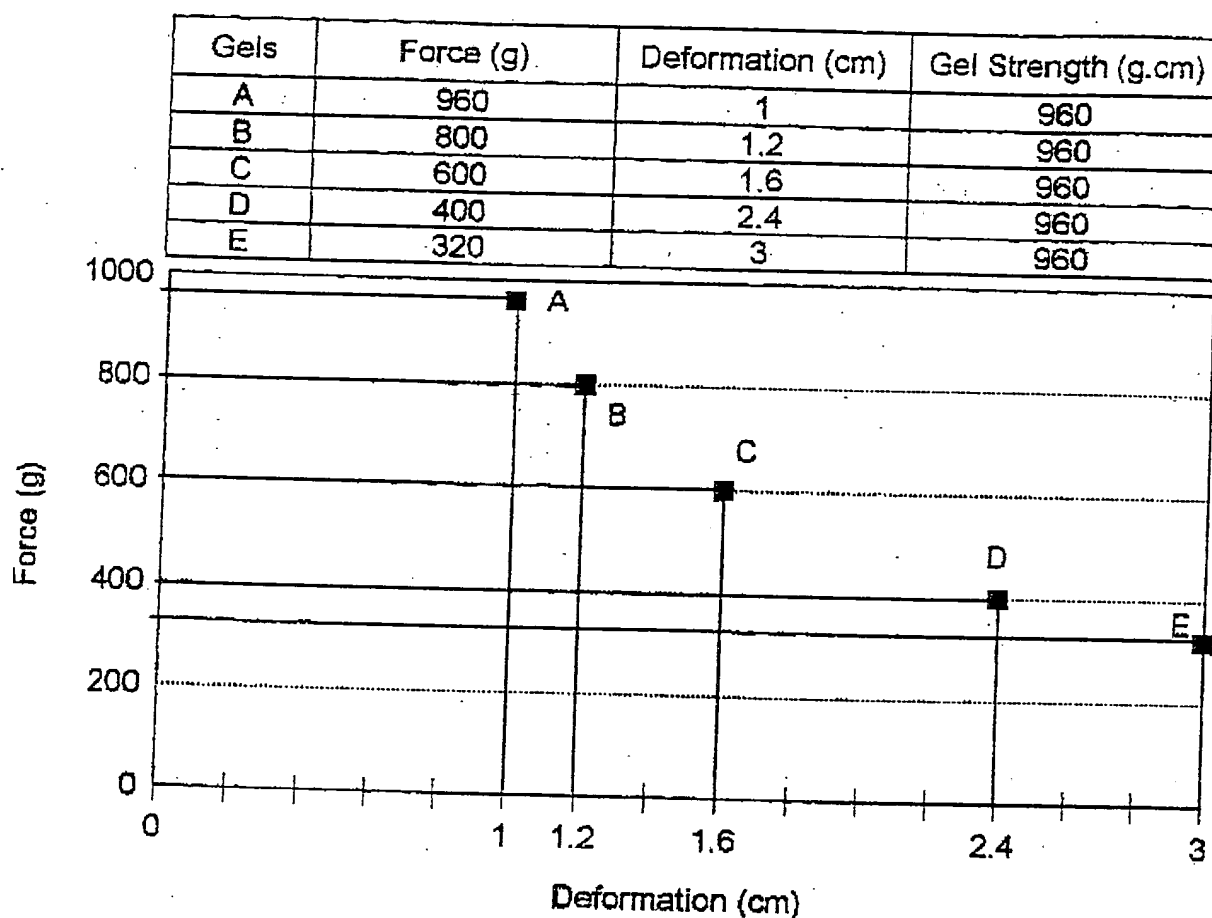 Gels Force (g) Deformation (cm) Gel Strength (g.cm)
A 960 1 960
B 800 1.2 960
C 600 1.6 960
D 400 2.4 960
E 320 3 960
1000
A
800
B
C
600
D
400
E
200
0
0 1 1.2 1.6 2.4 3
Force (g)
Deformation (cm)